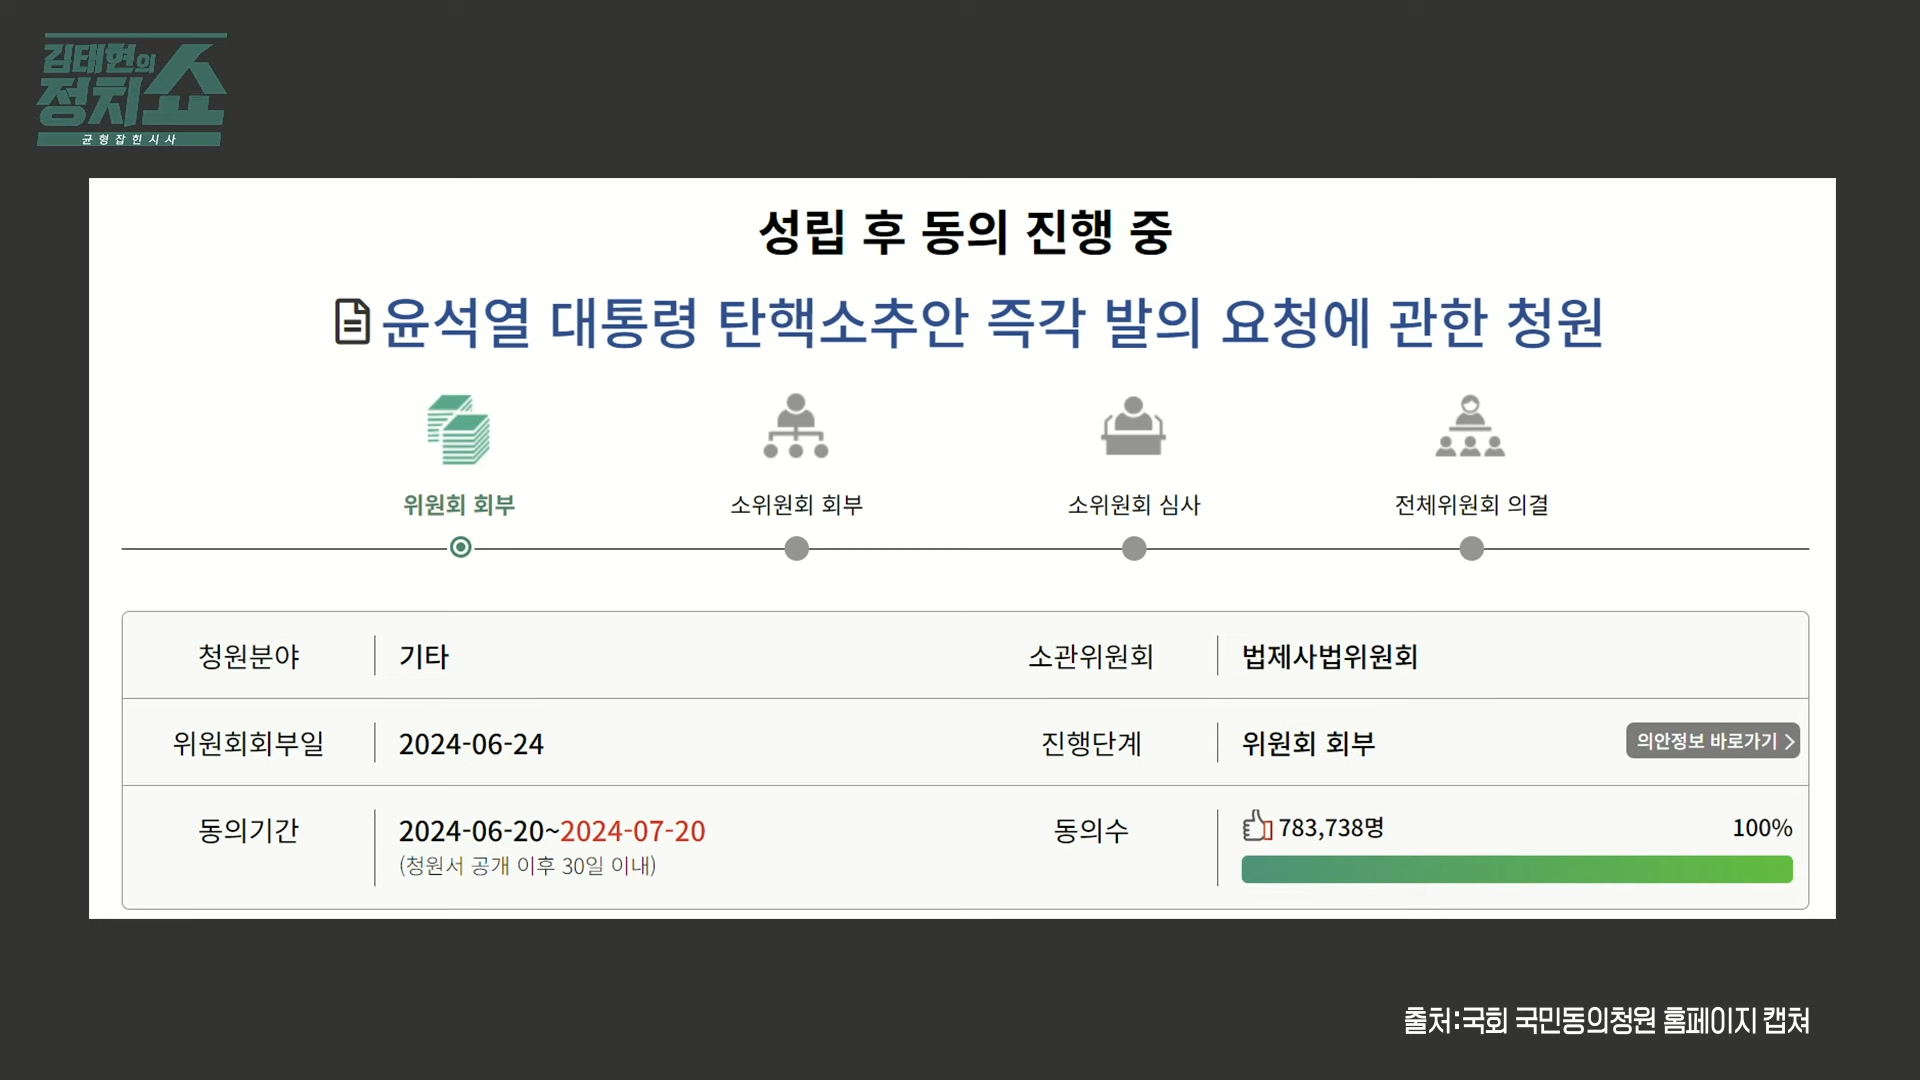 김태현의
정치쇼
균형잡힌시사
성립 후 동의 진행 중
윤석열 대통령 탄핵소추안 즉각 발의 요청에 관한 청원
위원회 회부
소위원회 회부
소위원회 심사
전체위원회 의결
청원분야 기타 소관위원회 법제사법위원회
위원회회부일 2024-06-24 진행단계 위원회 회부 의안정보 바로가기 >
동의기간 2024-06-20~2024-07-20 동의수 783,738명 100%
(청원서 공개 이후 30일 이내)
출처:국회 국민동의청원 홈페이지 캡쳐